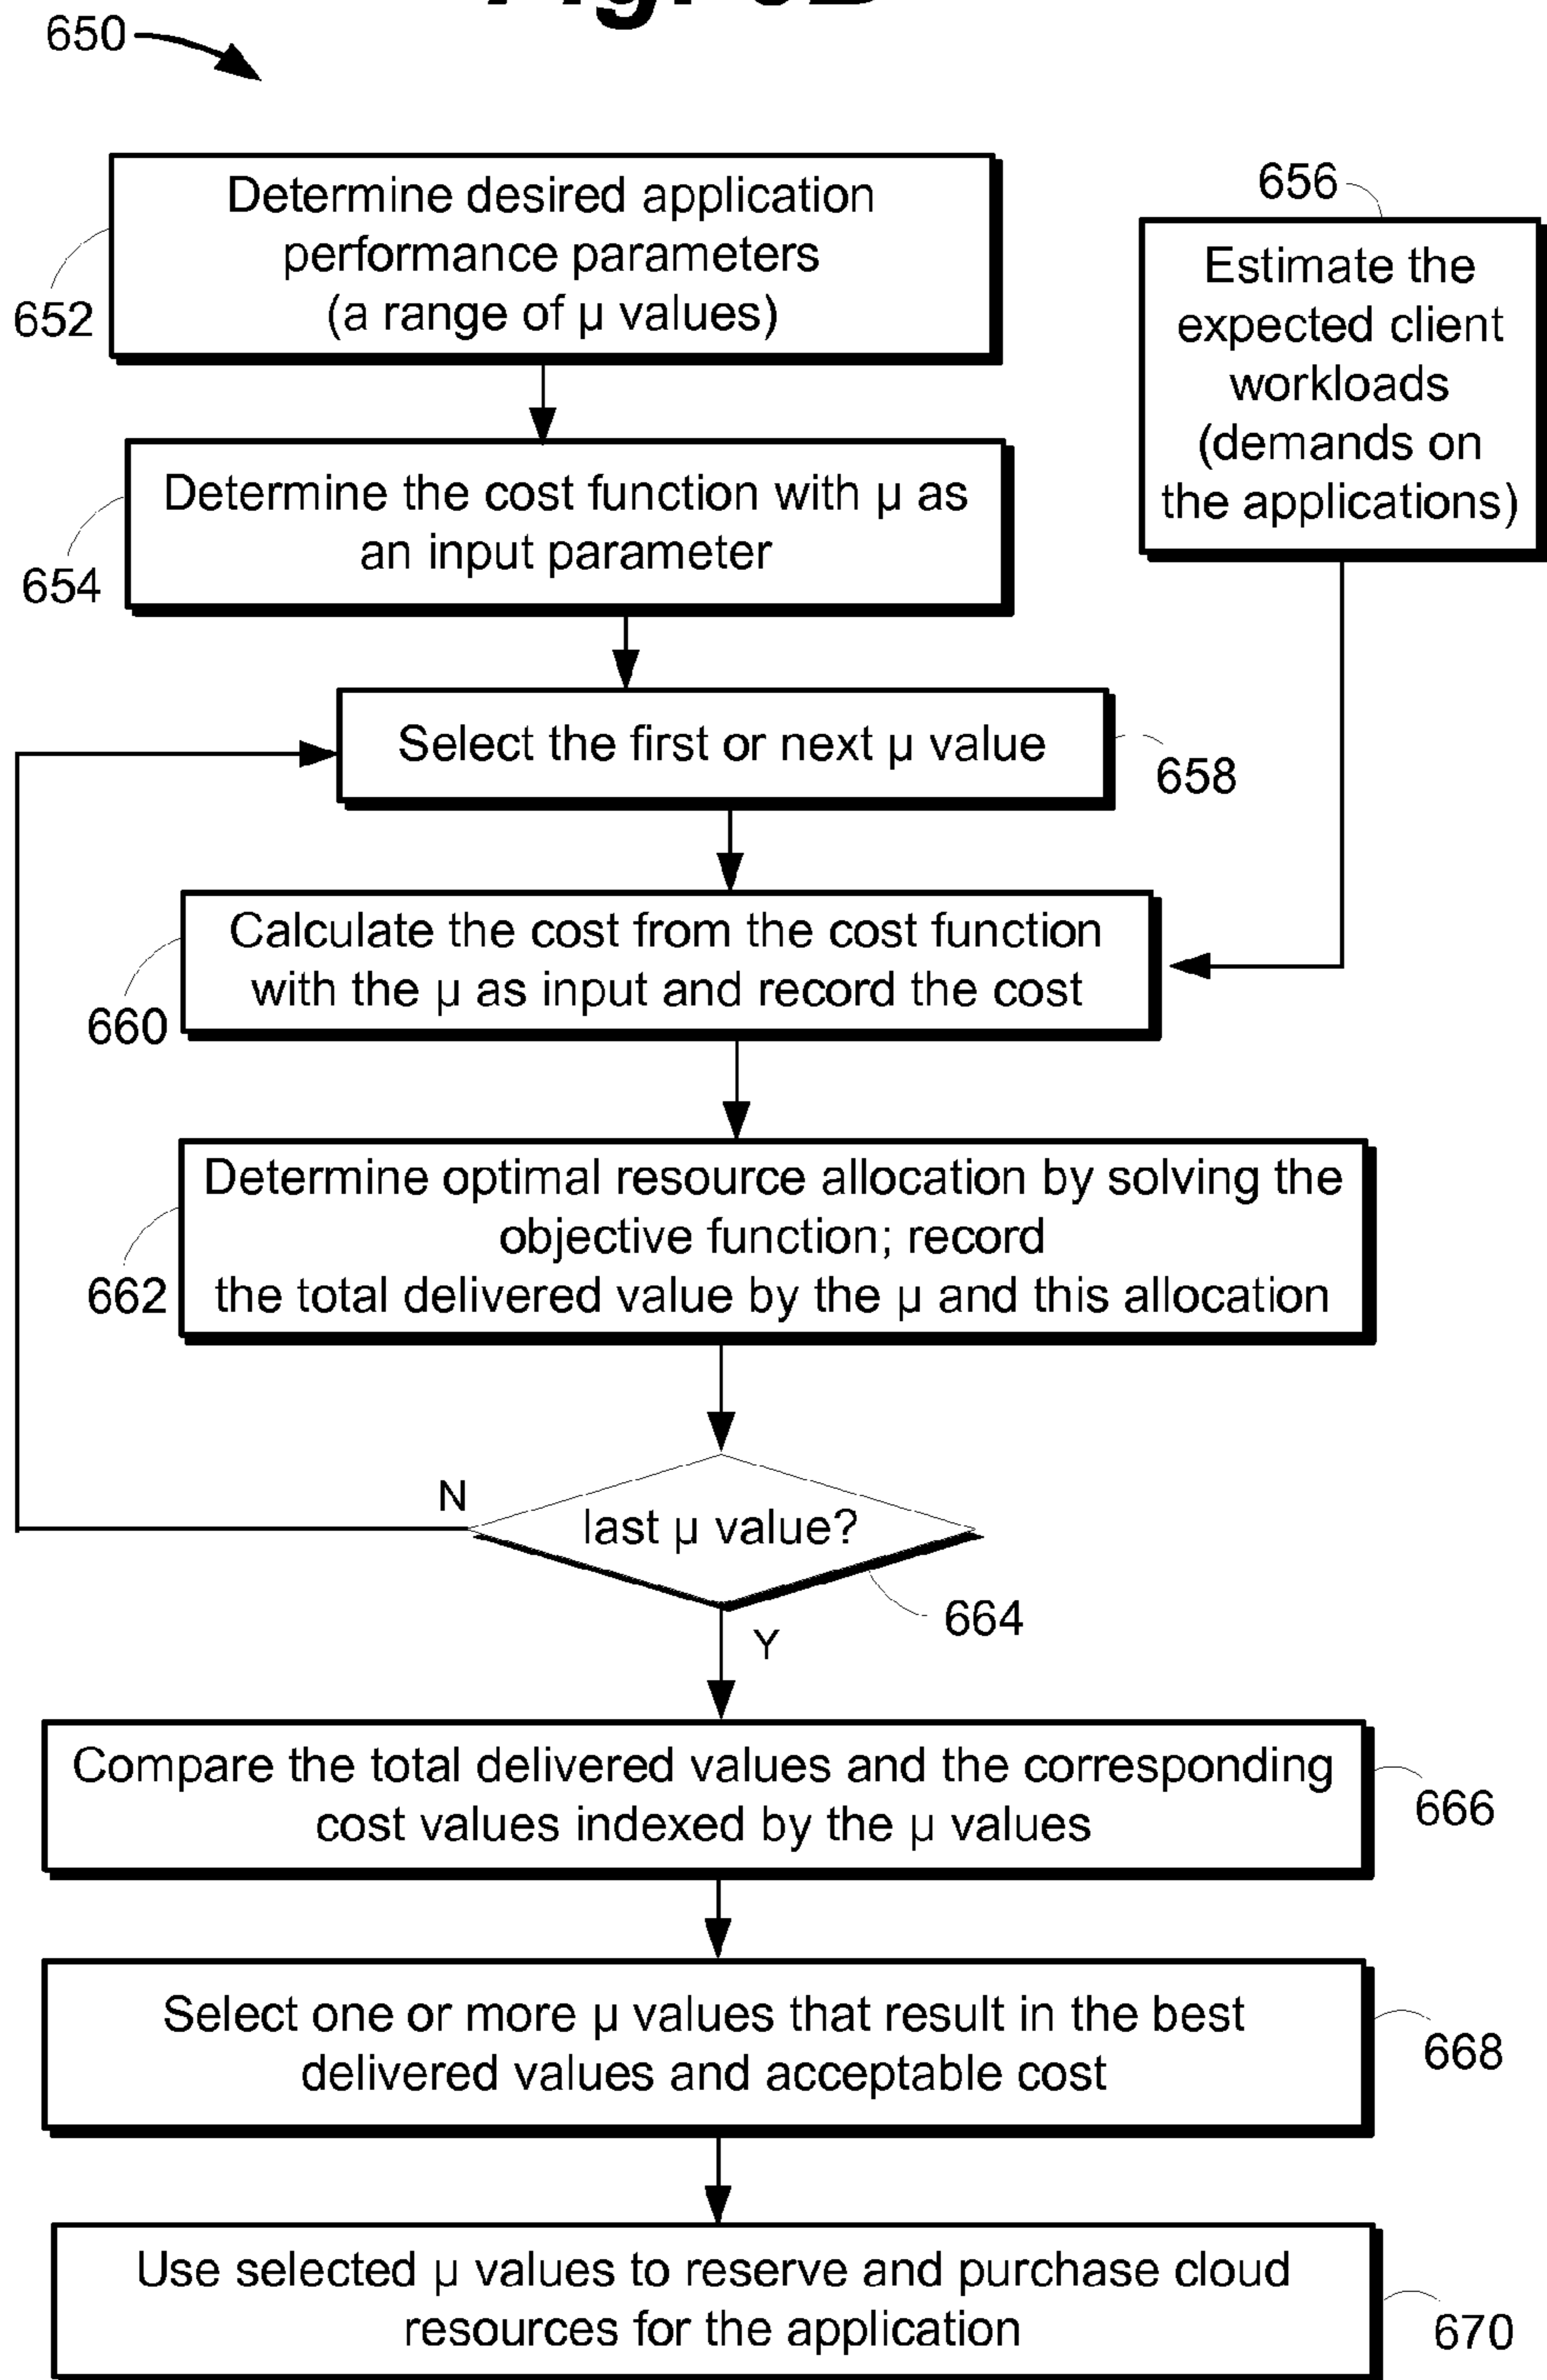 650
Determine desired application
performance parameters
(a range of μ values)
652
656
Estimate the
expected client
workloads
(demands on
the applications)
Determine the cost function with μ as
an input parameter
654
Select the first or next μ value
658
Calculate the cost from the cost function
with the μ as input and record the cost
660
Determine optimal resource allocation by solving the
objective function; record
the total delivered value by the μ and this allocation
662
N
last μ value?
664
Y
Compare the total delivered values and the corresponding
cost values indexed by the μ values
666
Select one or more μ values that result in the best
delivered values and acceptable cost
668
Use selected μ values to reserve and purchase cloud
resources for the application
670